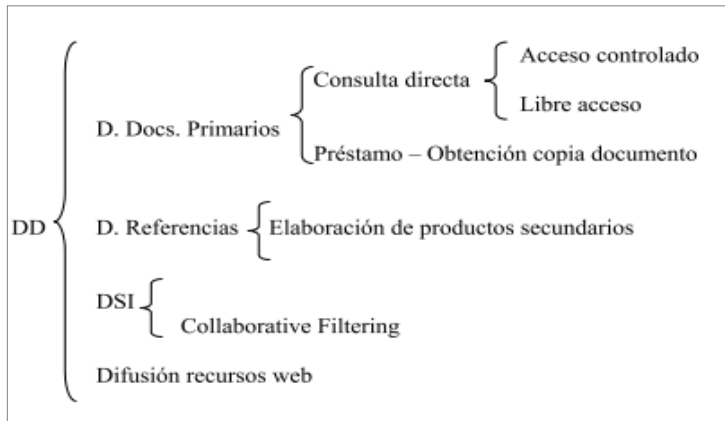 Acceso controlado
Consulta directa
Libre acceso
D. Docs. Primarios
Préstamo – Obtención copia documento
DD
D. Referencias
Elaboración de productos secundarios
DSI
Collaborative Filtering
Difusión recursos web